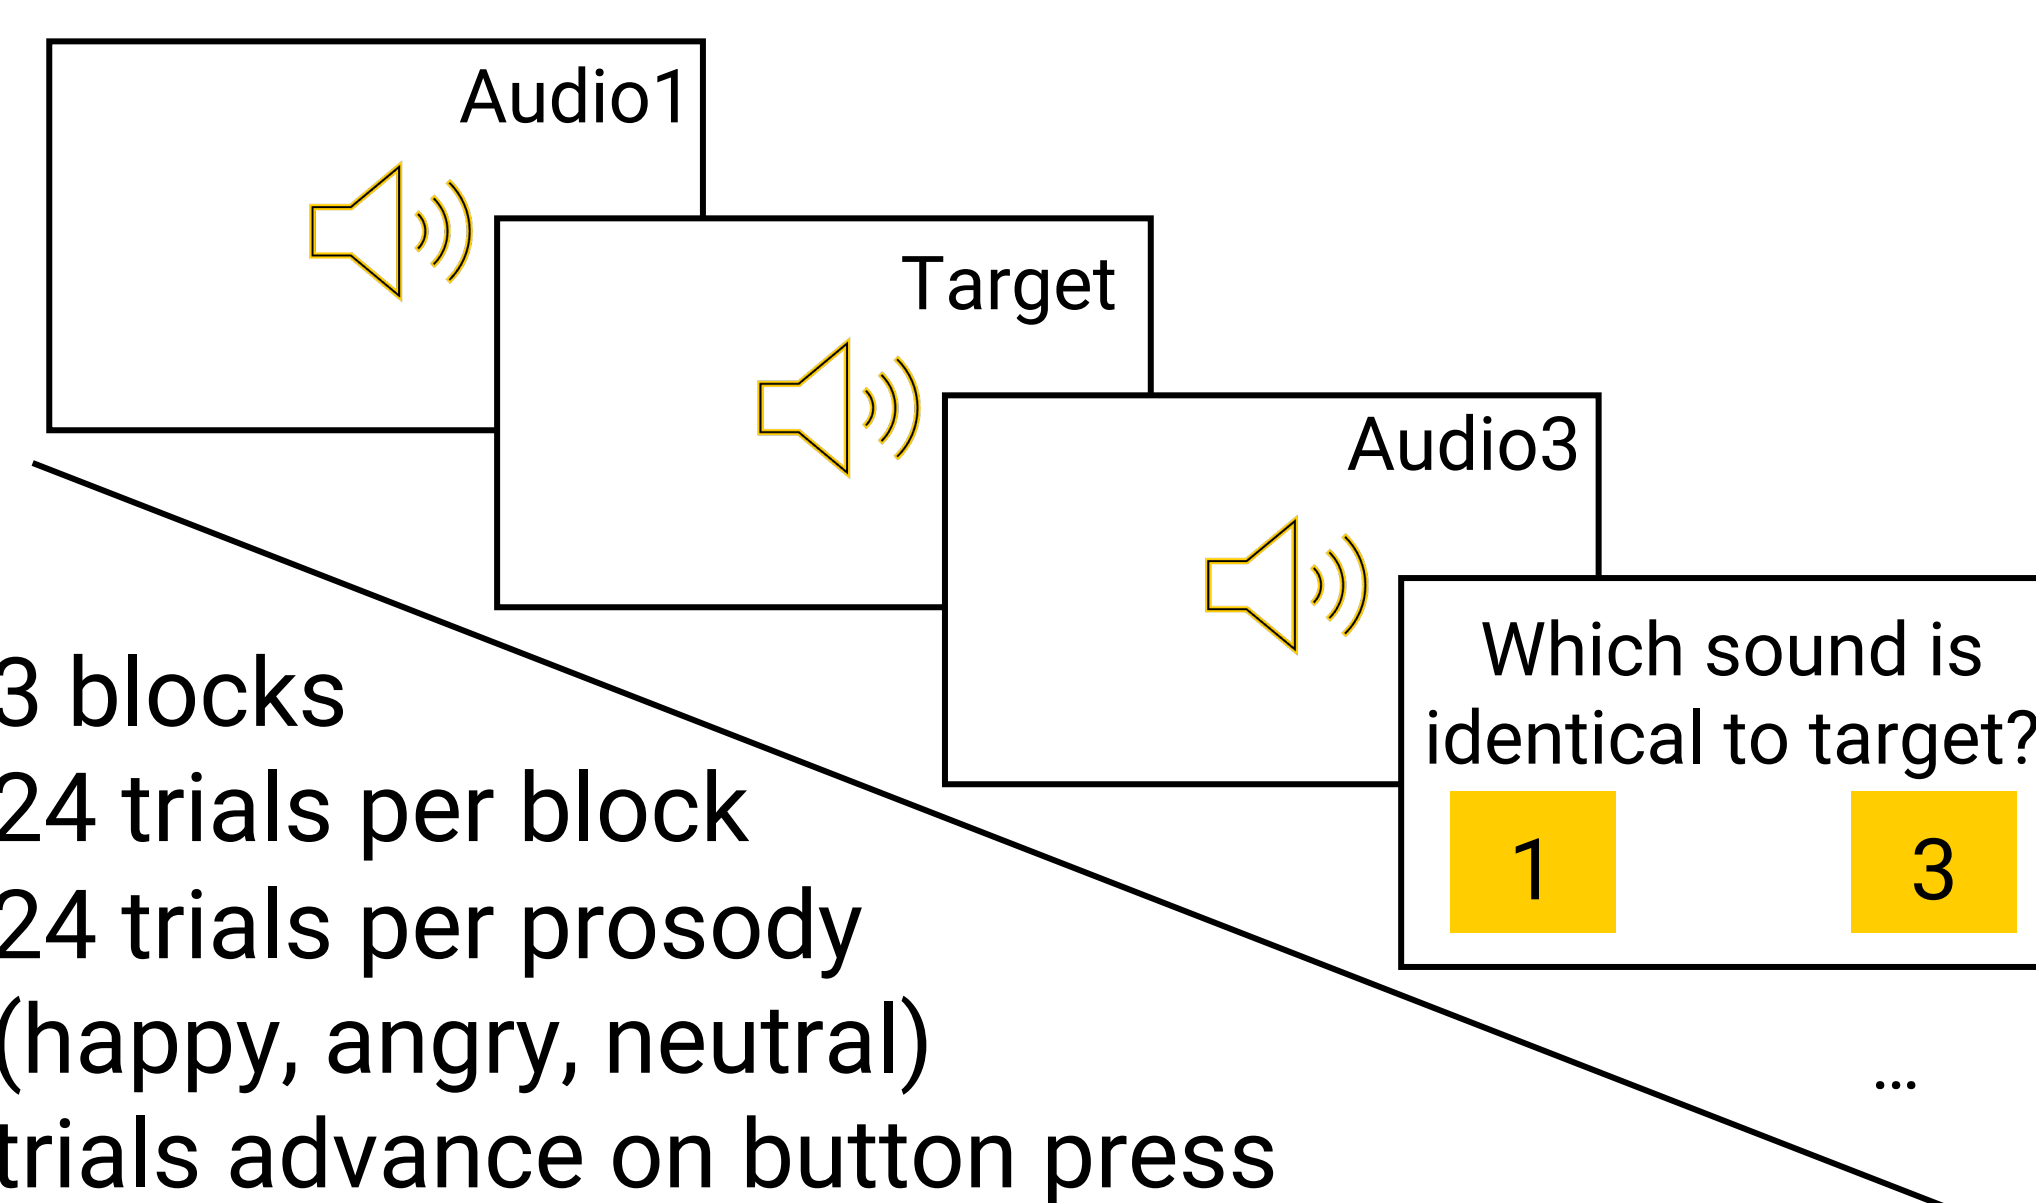 Audio1
Target
Audio3
Which sound is
identical to target?
1
3
...
3 blocks
24 trials per block
24 trials per prosody
(happy, angry, neutral)
trials advance on button press